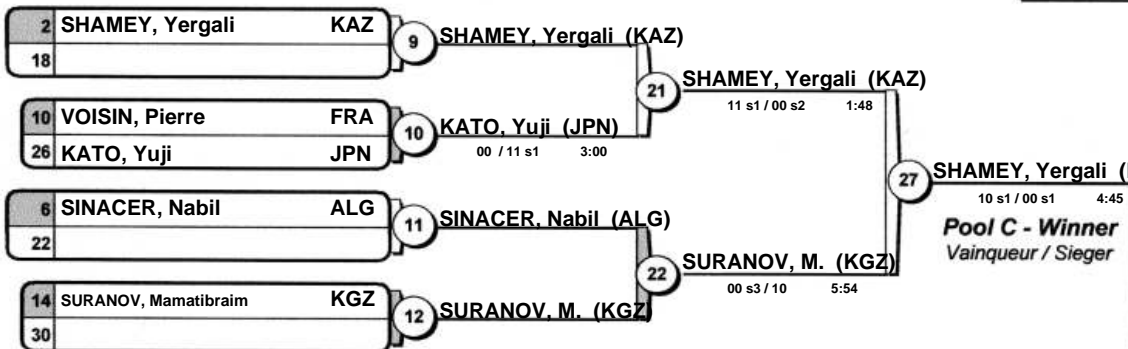 2 SHAMEY, Yergali KAZ
18
9
SHAMEY, Yergali (KAZ)
10 VOISIN, Pierre FRA
26 KATO, Yuji JPN
10
KATO, Yuji (JPN)
00 / 11 s1 3:00
21
SHAMEY, Yergali (KAZ)
11 s1 / 00 s2 1:48
6 SINACER, Nabil ALG
22
11
SINACER, Nabil (ALG)
14 SURANOV, Mamatibraim KGZ
30
12
SURANOV, M. (KGZ)
22
SURANOV, M. (KGZ)
00 s3 / 10 5:54
27
SHAMEY, Yergali (
10 s1 / 00 s1 4:45
Pool C - Winner
Vainqueur / Sieger